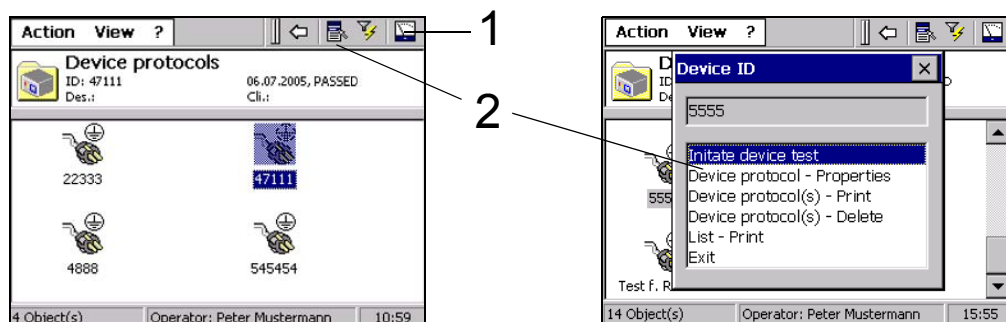 Action View ?
Device protocols
ID: 47111 06.07.2005, PASSED
Des.: Cli.:
22333 47111
4888 545454
4 Object(s) Operator: Peter Mustermann 10:59
1
2
Action View ?
Device ID
5555
Initate device test
Device protocol - Properties
Device protocol(s) - Print
Device protocol(s) - Delete
List - Print
Exit
Test f. R
14 Object(s) Operator: Peter Mustermann 15:55